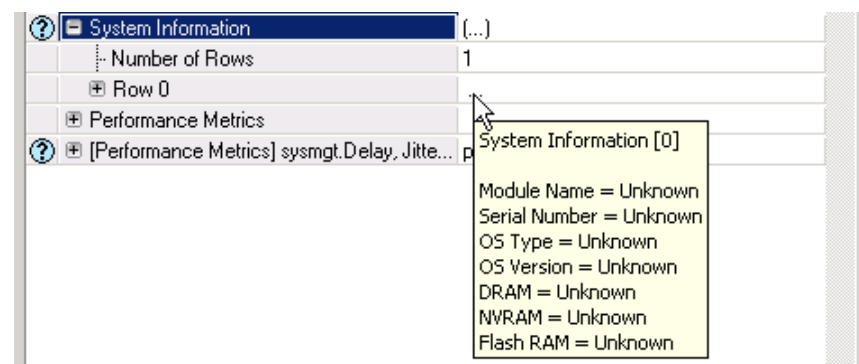 System Information (...)
Number of Rows 1
Row 0 ...
Performance Metrics
[Performance Metrics] sysmgt.Delay, Jitte... p
System Information [0]
Module Name = Unknown
Serial Number = Unknown
OS Type = Unknown
OS Version = Unknown
DRAM = Unknown
NVRAM = Unknown
Flash RAM = Unknown